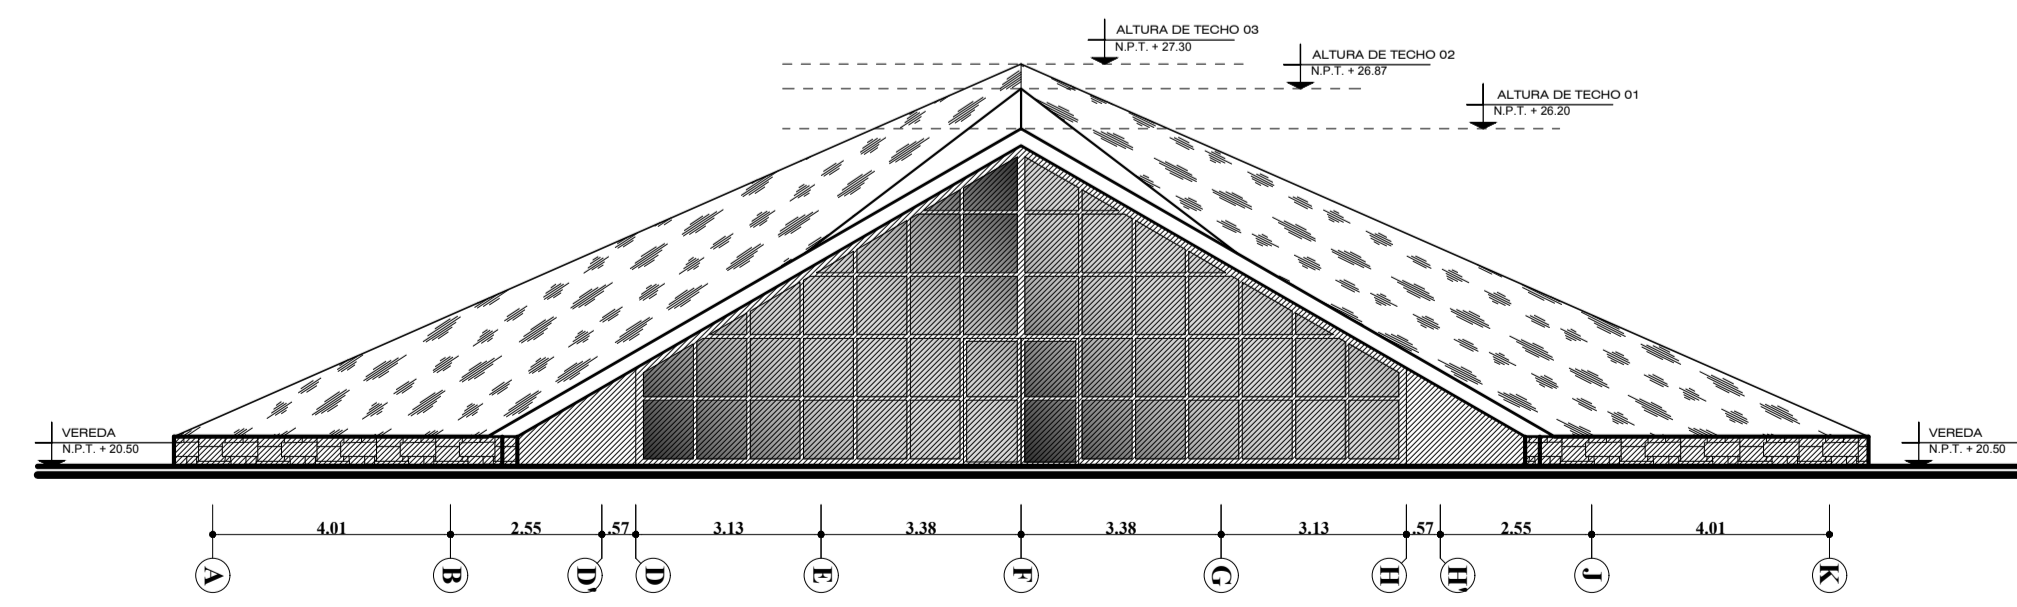 ALTURA DE TECHO 03
N.P.T. + 27.30
ALTURA DE TECHO 02
N.P.T. + 26.87
ALTURA DE TECHO 01
N.P.T. + 26.20
VEREDA
N.P.T. + 20.50
VEREDA
N.P.T. + 20.50
4.01 2.55 .57 3.13 3.38 3.38 3.13 .57 2.55 4.01
A B D' D E F G H H' J K